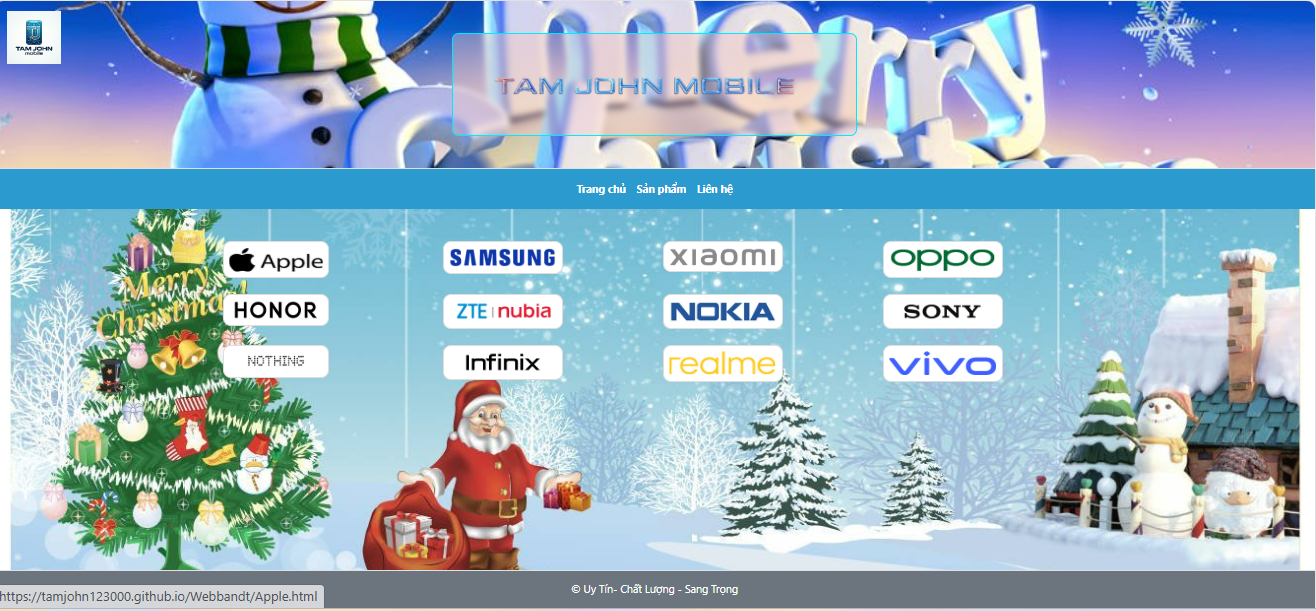 TAM JOHN
mobile
merry
Christmas
TAM JOHN MOBILE
Trang chủ Sản phẩm Liên hệ
Merry
Christmas!
Apple SAMSUNG xiaomi oppo
HONOR ZTE nubia NOKIA SONY
NOTHING Infinix realme vivo
© Uy Tín- Chất Lượng - Sang Trọng
https://tamjohn123000.github.io/Webbandt/Apple.html